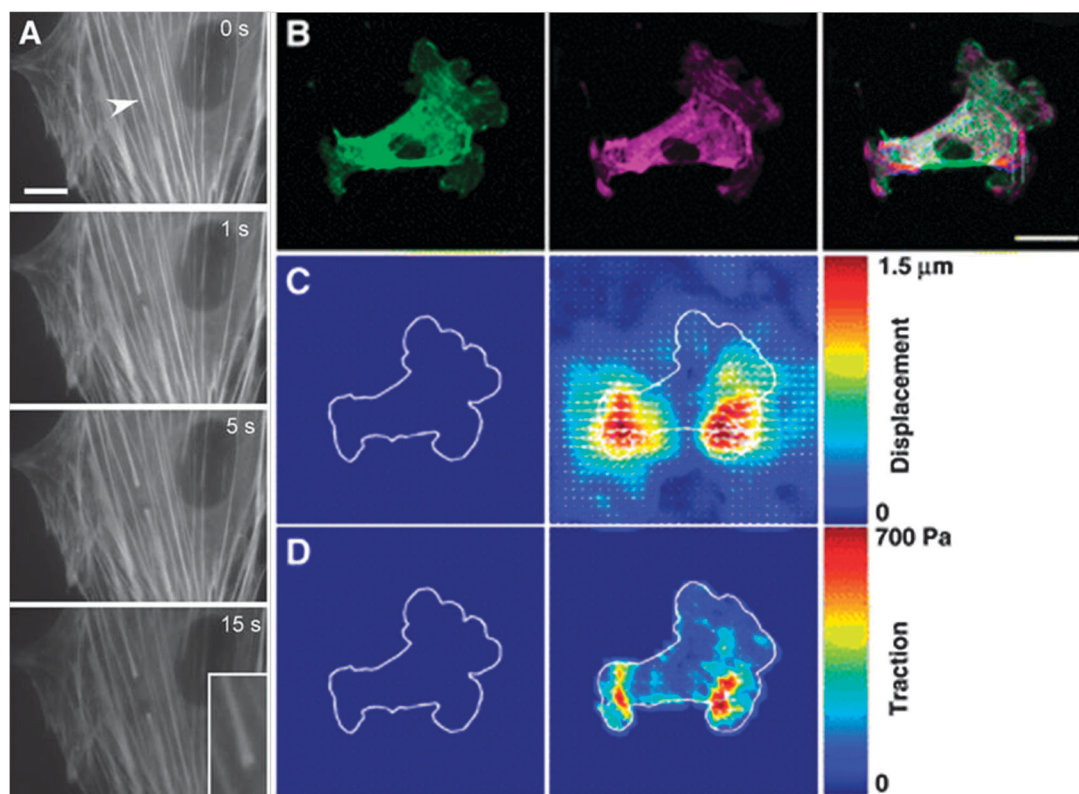 A
0 s
1 s
5 s
15 s
B
C
1.5 μm
Displacement
0
D
700 Pa
Traction
0